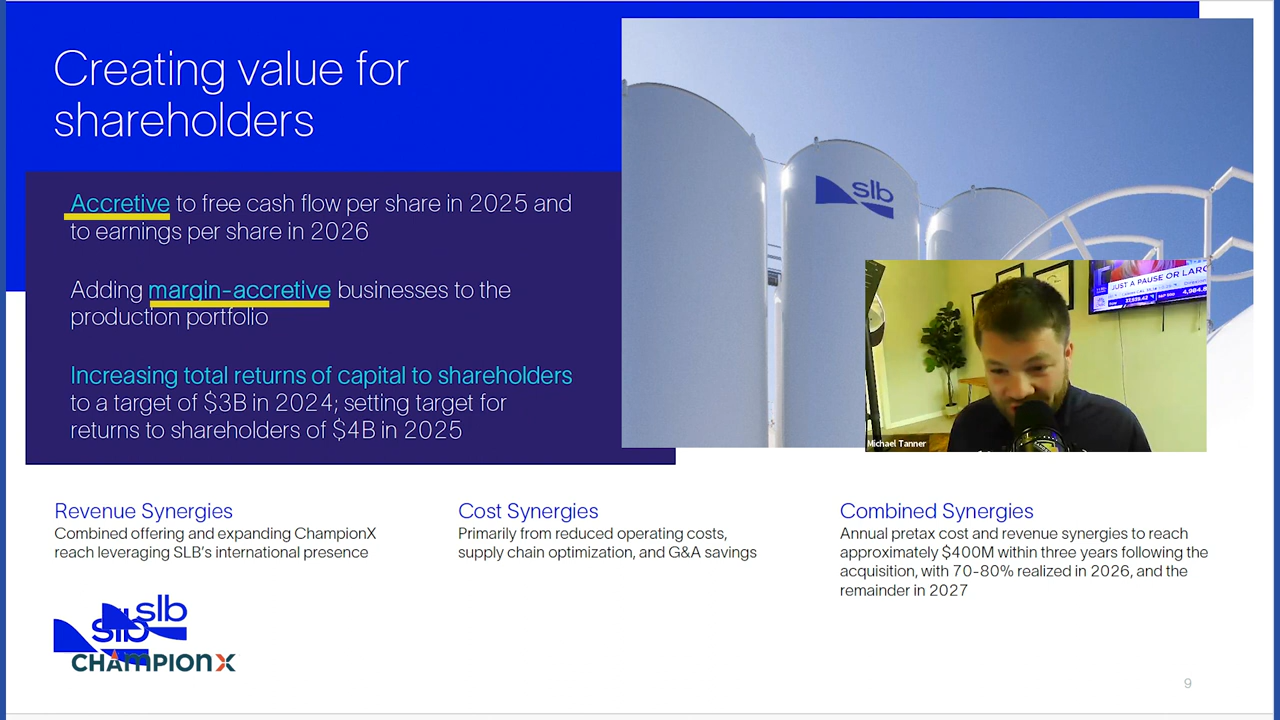 Creating value for
shareholders
Accretive to free cash flow per share in 2025 and
to earnings per share in 2026
Adding margin-accretive businesses to the
production portfolio
Increasing total returns of capital to shareholders
to a target of $3B in 2024; setting target for
returns to shareholders of $4B in 2025
slb
JUST A PAUSE OR LARG
Michael Tanner
Revenue Synergies
Combined offering and expanding ChampionX
reach leveraging SLB's international presence
Cost Synergies
Primarily from reduced operating costs,
supply chain optimization, and G&A savings
Combined Synergies
Annual pretax cost and revenue synergies to reach
approximately $400M within three years following the
acquisition, with 70-80% realized in 2026, and the
remainder in 2027
slb
slb
CHAMPIONX
9